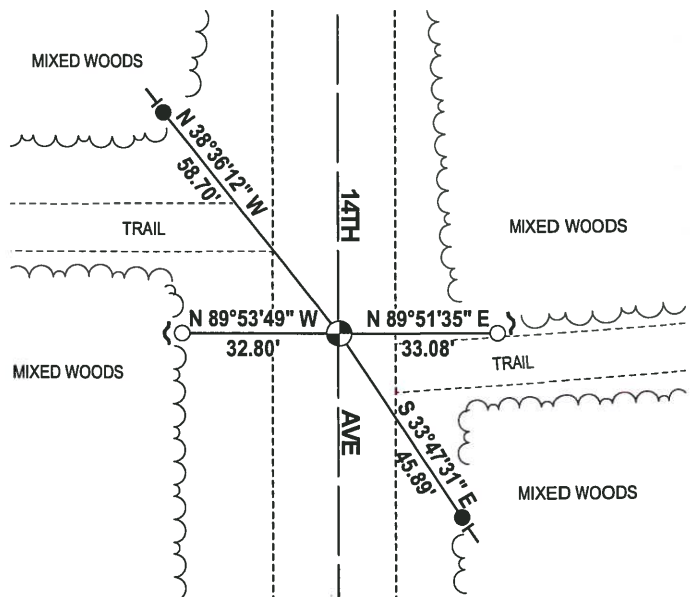 MIXED WOODS
N 38°36'12" W
58.70'
14TH
TRAIL
MIXED WOODS
N 89°53'49" W
32.80'
N 89°51'35" E
33.08'
TRAIL
MIXED WOODS
AVE
S 33°47'31" E
45.89'
MIXED WOODS